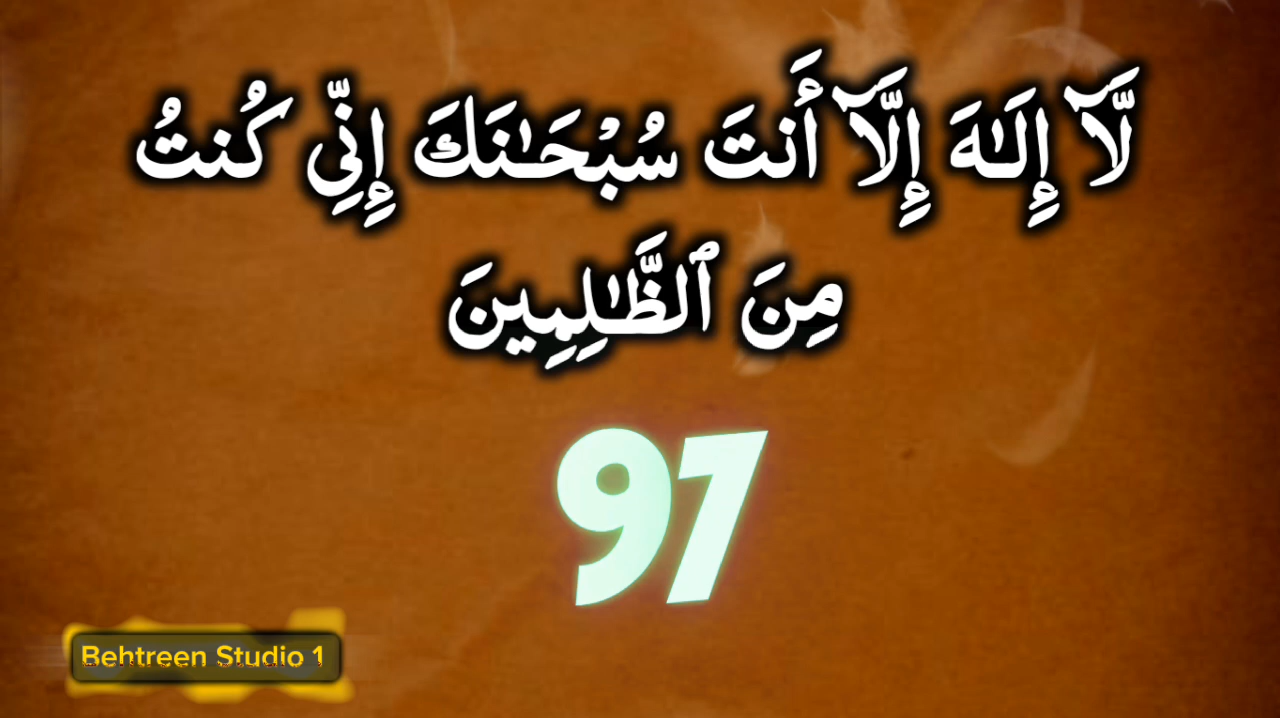 لَّآ إِلَـٰهَ إِلَّآ أَنتَ سُبْحَـٰنَكَ إِنِّى كُنتُ
مِنَ ٱلظَّـٰلِمِينَ
97
Behtreen Studio 1